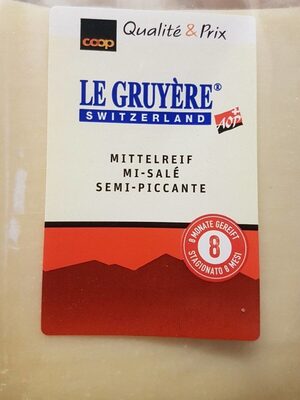 coop
Qualité & Prix
LE GRUYÈRE®
SWITZERLAND
AOP
MITTELREIF
MI-SALÉ
SEMI-PICCANTE
8 MONATE GEREIFT
8
STAGIONATO 8 MESI